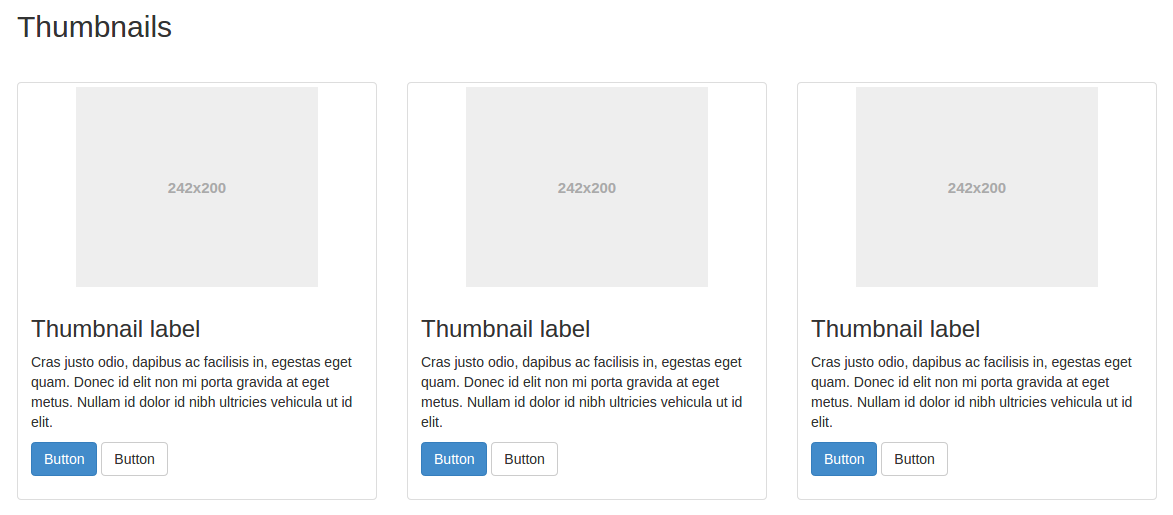 Thumbnails
242x200
Thumbnail label
Cras justo odio, dapibus ac facilisis in, egestas eget
quam. Donec id elit non mi porta gravida at eget
metus. Nullam id dolor id nibh ultricies vehicula ut id
elit.
Button Button
242x200
Thumbnail label
Cras justo odio, dapibus ac facilisis in, egestas eget
quam. Donec id elit non mi porta gravida at eget
metus. Nullam id dolor id nibh ultricies vehicula ut id
elit.
Button Button
242x200
Thumbnail label
Cras justo odio, dapibus ac facilisis in, egestas eget
quam. Donec id elit non mi porta gravida at eget
metus. Nullam id dolor id nibh ultricies vehicula ut id
elit.
Button Button